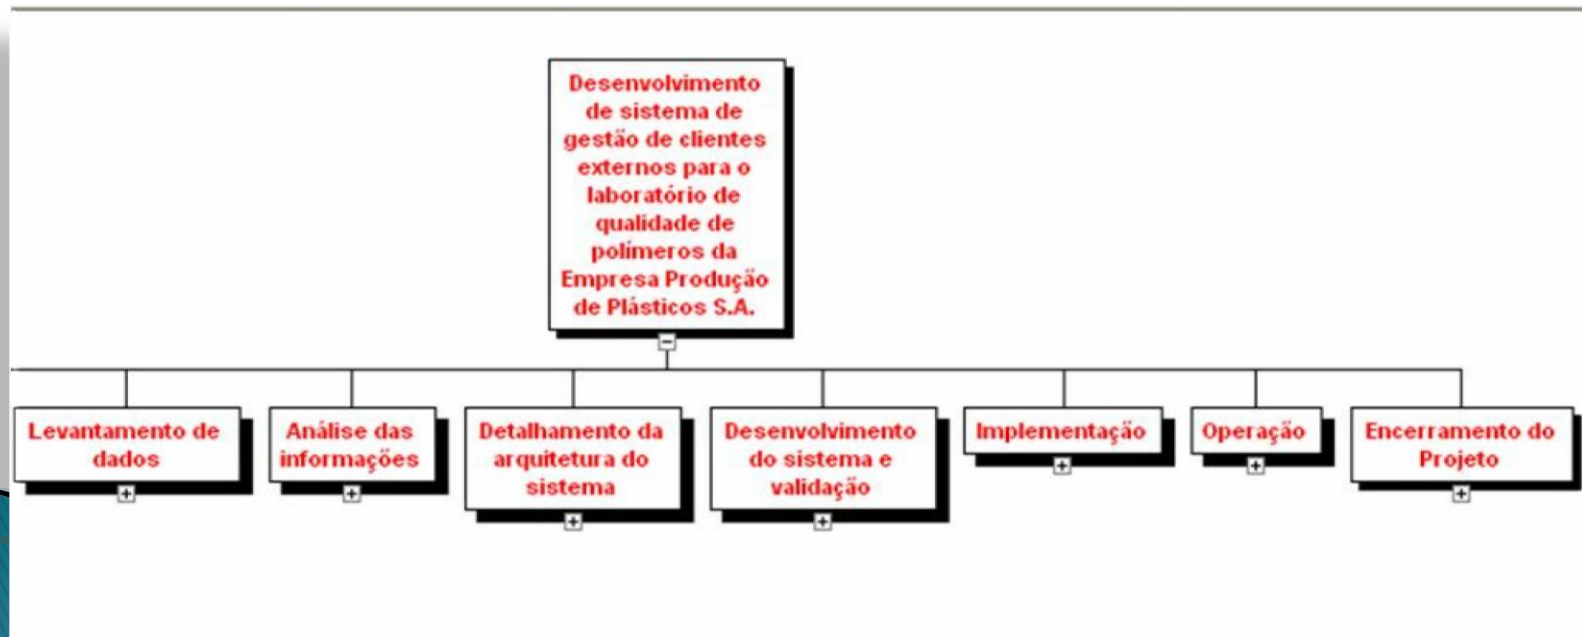 Desenvolvimento
de sistema de
gestão de clientes
externos para o
laboratório de
qualidade de
polímeros da
Empresa Produção
de Plásticos S.A.
Levantamento de
dados
Análise das
informações
Detalhamento da
arquitetura do
sistema
Desenvolvimento
do sistema e
validação
Implementação
Operação
Encerramento do
Projeto